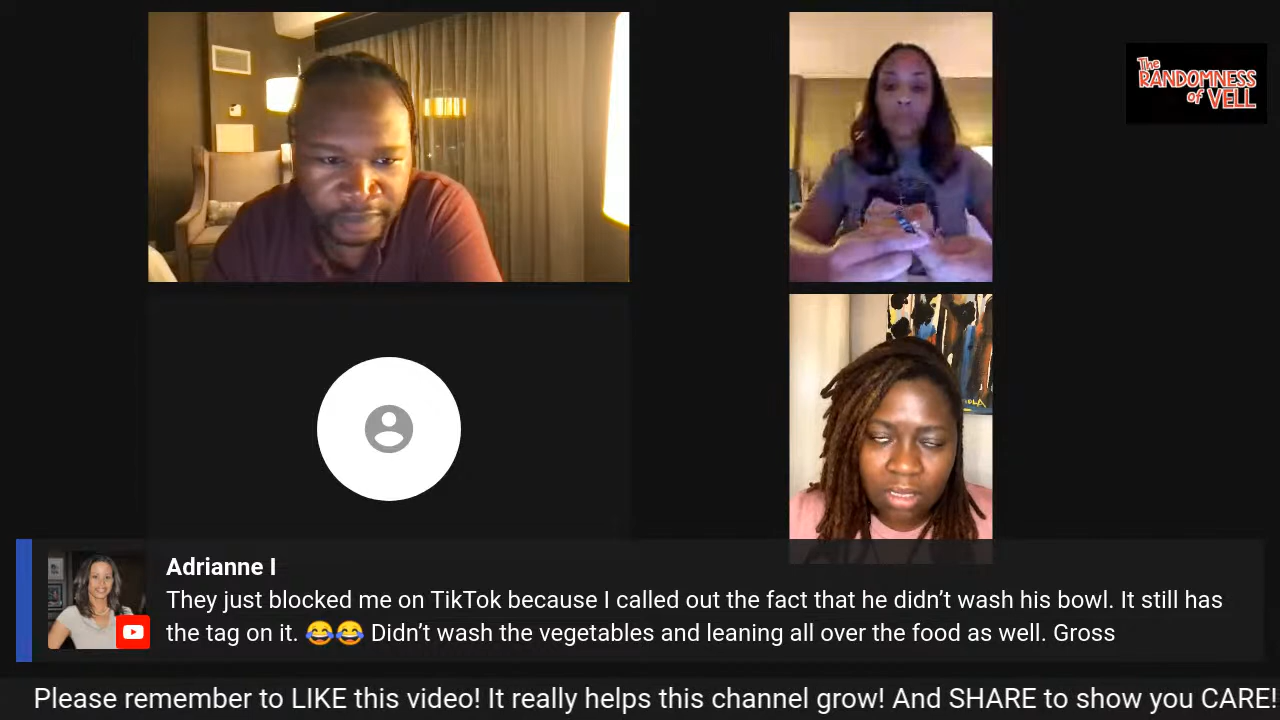 The
RANDOMNESS
of VELL
Adrianne I
They just blocked me on TikTok because I called out the fact that he didn’t wash his bowl. It still has
the tag on it. 😂😂 Didn’t wash the vegetables and leaning all over the food as well. Gross
Please remember to LIKE this video! It really helps this channel grow! And SHARE to show you CARE!